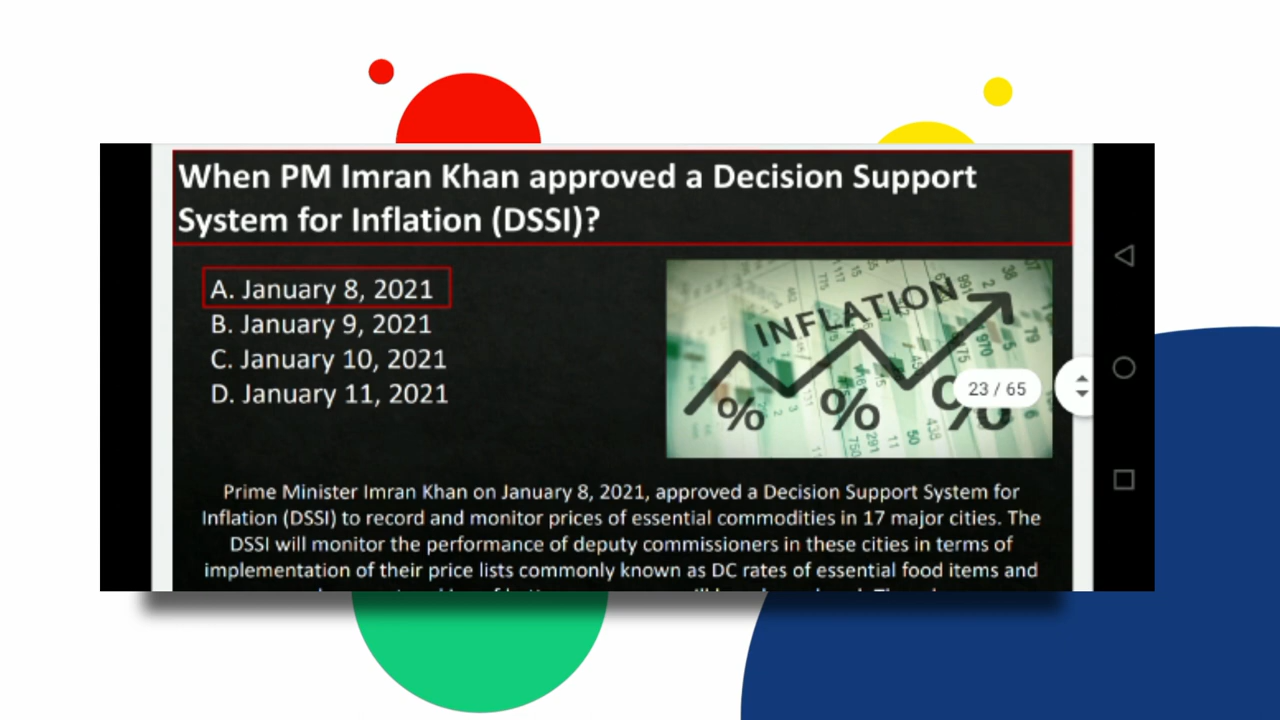 When PM Imran Khan approved a Decision Support
System for Inflation (DSSI)?
A. January 8, 2021
B. January 9, 2021
C. January 10, 2021
D. January 11, 2021
INFLATION
% % %
23 / 65
Prime Minister Imran Khan on January 8, 2021, approved a Decision Support System for
Inflation (DSSI) to record and monitor prices of essential commodities in 17 major cities. The
DSSI will monitor the performance of deputy commissioners in these cities in terms of
implementation of their price lists commonly known as DC rates of essential food items and